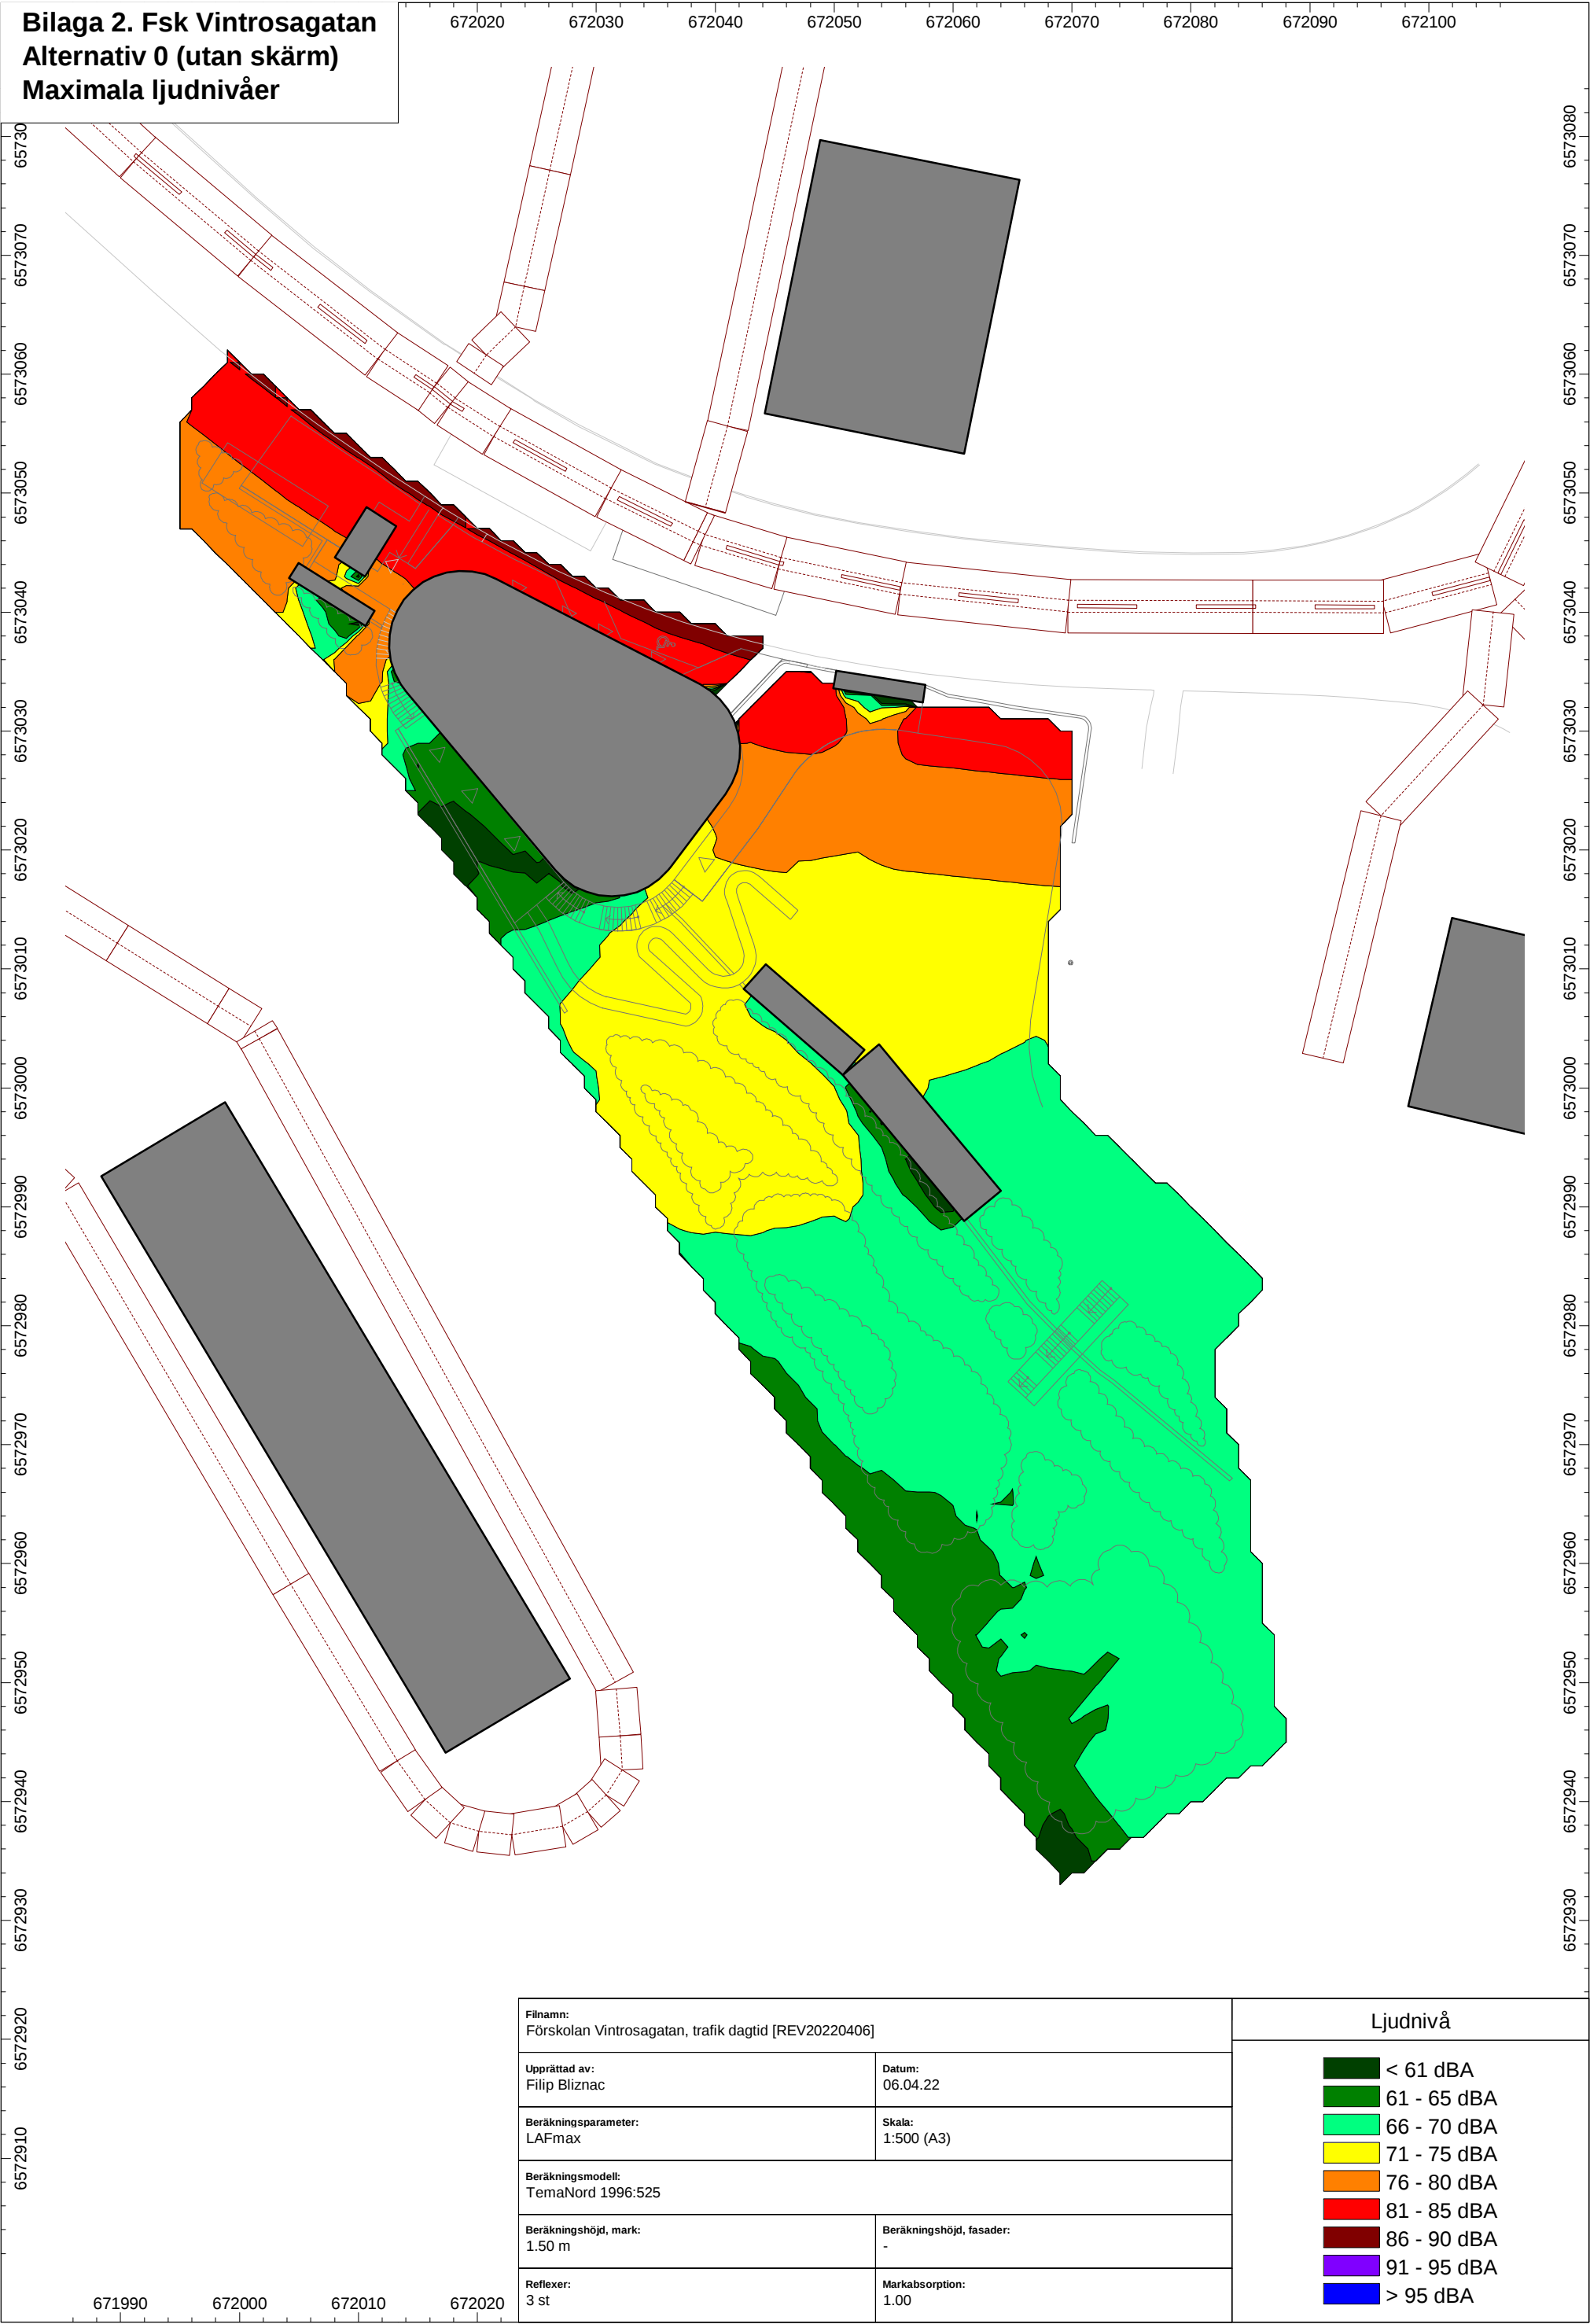 Bilaga 2. Fsk Vintrosagatan
Alternativ 0 (utan skärm)
Maximala ljudnivåer
672020 672030 672040 672050 672060 672070 672080 672090 672100
65730
6573070
6573060
6573050
6573040
6573030
6573020
6573010
6573000
6572990
6572980
6572970
6572960
6572950
6572940
6572930
6572920
6572910
6573080
6573070
6573060
6573050
6573040
6573030
6573020
6573010
6573000
6572990
6572980
6572970
6572960
6572950
6572940
6572930
671990 672000 672010 672020
Filnamn:
Förskolan Vintrosagatan, trafik dagtid [REV20220406]
Upprättad av:
Filip Bliznac
Datum:
06.04.22
Beräkningsparameter:
LAFmax
Skala:
1:500 (A3)
Beräkningsmodell:
TemaNord 1996:525
Beräkningshöjd, mark:
1.50 m
Beräkningshöjd, fasader:
-
Reflexer:
3 st
Markabsorption:
1.00
Ljudnivå
< 61 dBA
61 - 65 dBA
66 - 70 dBA
71 - 75 dBA
76 - 80 dBA
81 - 85 dBA
86 - 90 dBA
91 - 95 dBA
> 95 dBA